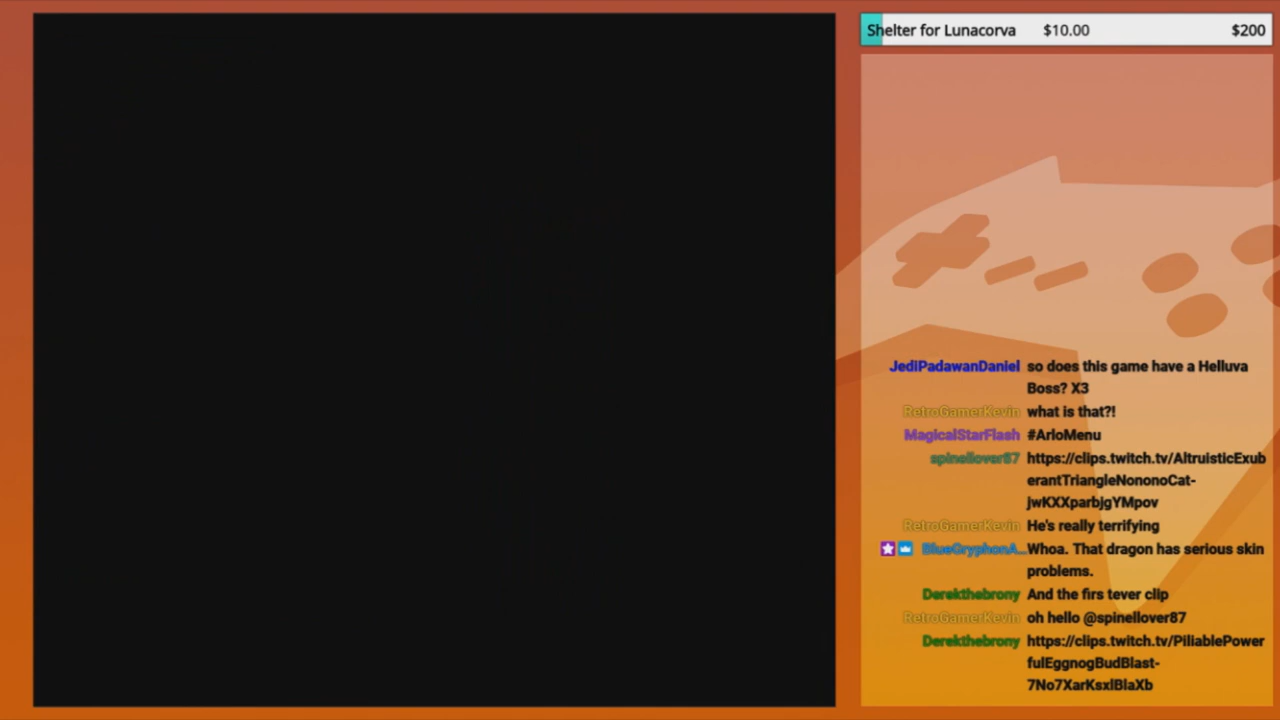 Shelter for Lunacorva $10.00 $200
JediPadawanDaniel so does this game have a Helluva
Boss? X3
RetroGamerKevin what is that?!
MagicalStarFlash #ArloMenu
spinellover87 https://clips.twitch.tv/AltruisticExub
erantTriangleNononoCat-
jwKXXparbjgYMpov
RetroGamerKevin He's really terrifying
BlueGryphonA... Whoa. That dragon has serious skin
problems.
Derekthebrony And the firs tever clip
RetroGamerKevin oh hello @spinellover87
Derekthebrony https://clips.twitch.tv/PiliablePower
fulEggnogBudBlast-
7No7XarKsxlBlaXb